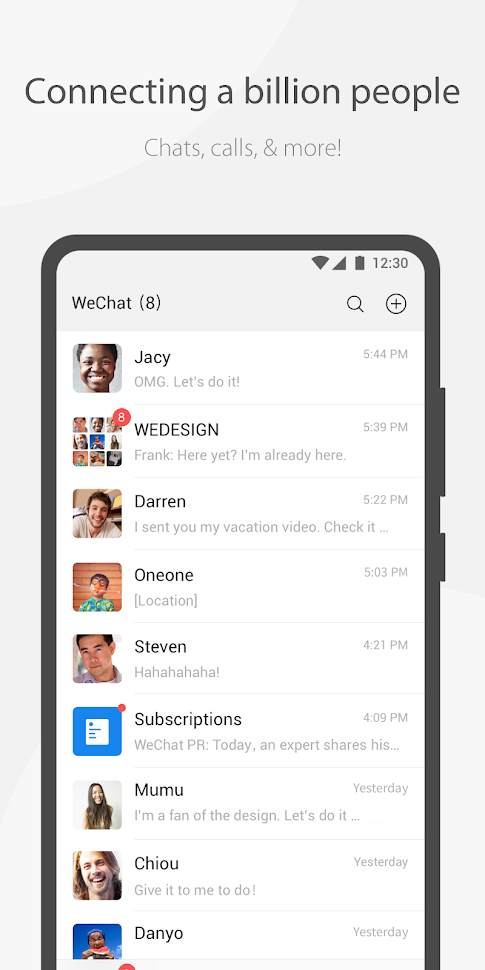 Connecting a billion people
Chats, calls, & more!
12:30
WeChat (8)
Jacy 5:44 PM
OMG. Let's do it!
8
WEDESIGN 5:39 PM
Frank: Here yet? I'm already here.
Darren 5:22 PM
I sent you my vacation video. Check it ...
Oneone 5:03 PM
[Location]
Steven 4:21 PM
Hahahahaha!
Subscriptions 4:09 PM
WeChat PR: Today, an expert shares his...
Mumu Yesterday
I'm a fan of the design. Let's do it ...
Chiou Yesterday
Give it to me to do!
Danyo Yesterday